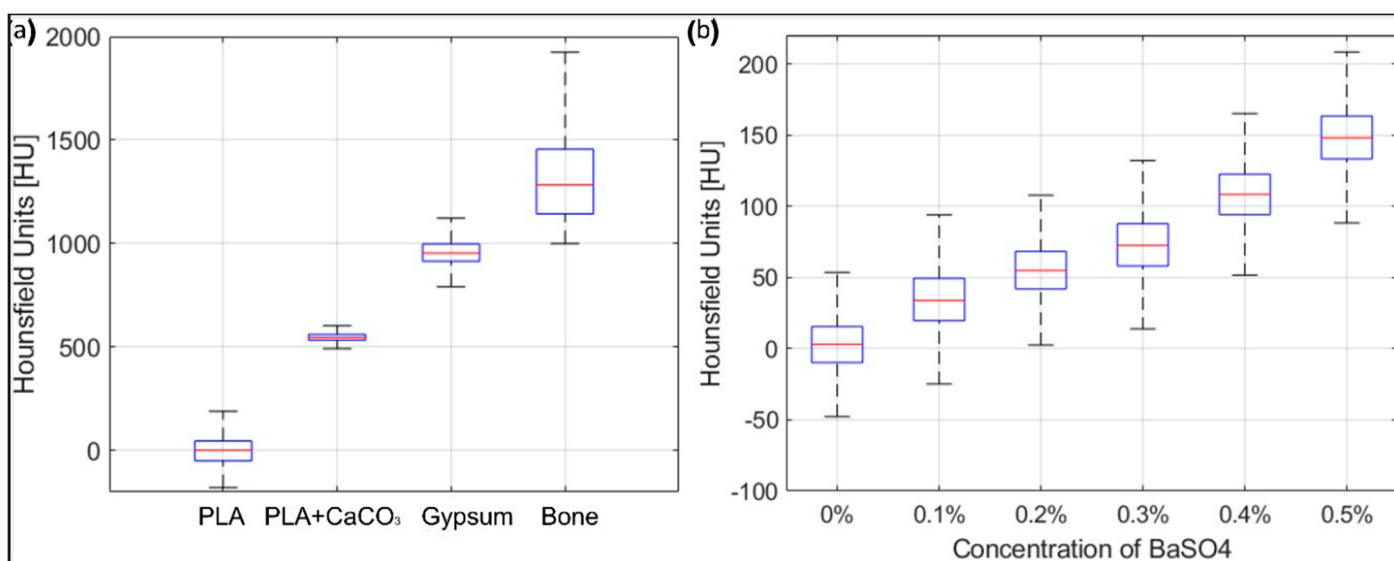 (a)
Hounsfield Units [HU]
2000
1500
1000
500
0
PLA
PLA+CaCO₃
Gypsum
Bone
(b)
Hounsfield Units [HU]
200
150
100
50
0
-50
-100
0%
0.1%
0.2%
0.3%
0.4%
0.5%
Concentration of BaSO4